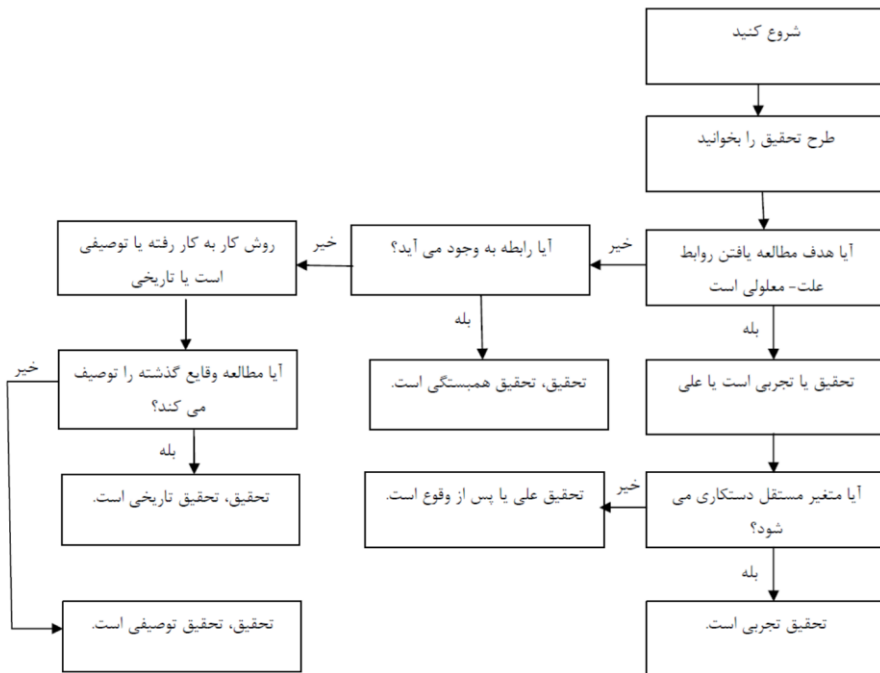 شروع کنید
طرح تحقیق را بخوانید
آیا هدف مطالعه یافتن روابط
علت- معلولی است
خیر
آیا رابطه به وجود می آید؟
خیر
روش کار به کار رفته یا توصیفی
است یا تاریخی
بله
بله
تحقیق یا تجربی است یا علی
تحقیق، تحقیق همبستگی است.
آیا مطالعه وقایع گذشته را توصیف
می کند؟
خیر
بله
آیا متغیر مستقل دستکاری می
شود؟
خیر
تحقیق علی یا پس از وقوع است.
تحقیق، تحقیق تاریخی است.
بله
تحقیق تجربی است.
تحقیق، تحقیق توصیفی است.